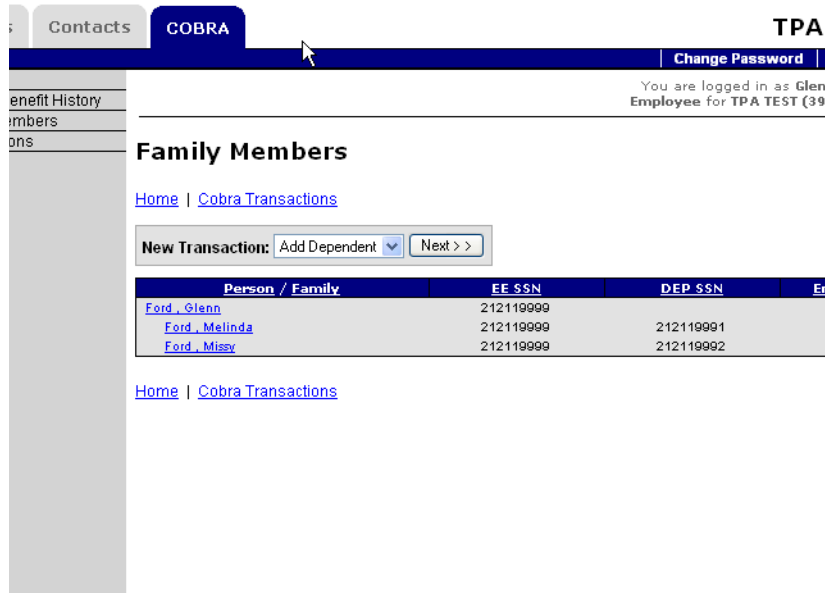 s Contacts COBRA TPA
Change Password
You are logged in as Glen
Employee for TPA TEST (39
enefit History
embers
ons
Family Members
Home | Cobra Transactions
New Transaction: Add Dependent Next > >
Person / Family EE SSN DEP SSN En
Ford , Glenn 212119999
Ford , Melinda 212119999 212119991
Ford , Missy 212119999 212119992
Home | Cobra Transactions